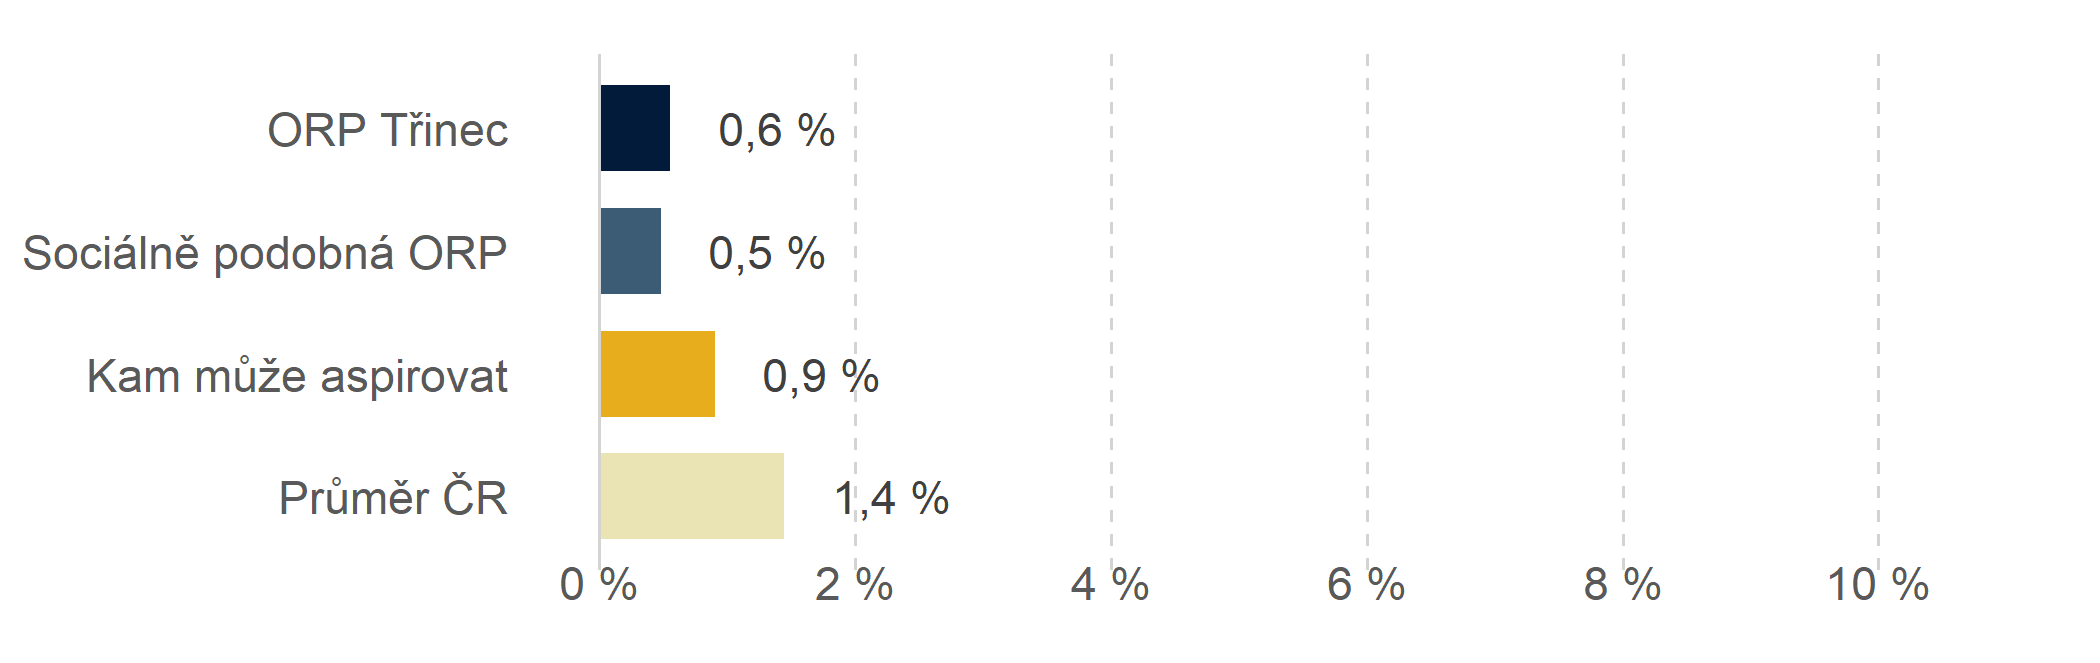 ORP Třinec 0,6 %
Sociálně podobná ORP 0,5 %
Kam může aspirovat 0,9 %
Průměr ČR 1,4 %
0 % 2 % 4 % 6 % 8 % 10 %